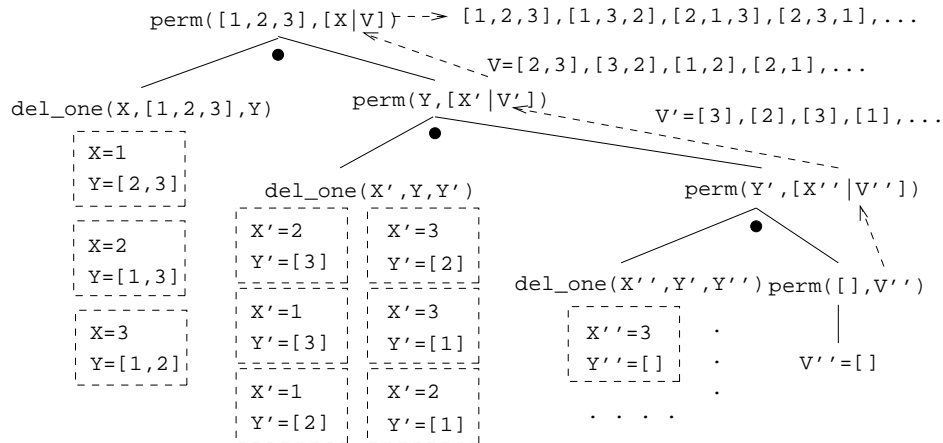 perm([1,2,3],[X|V]) [1,2,3],[1,3,2],[2,1,3],[2,3,1],...
V=[2,3],[3,2],[1,2],[2,1],...
del_one(X,[1,2,3],Y) perm(Y,[X'|V'])
V'=[3],[2],[3],[1],...
X=1
Y=[2,3]
X=2
Y=[1,3]
X=3
Y=[1,2]
del_one(X',Y,Y')
perm(Y',[X''|V''])
X'=2 X'=3
Y'=[3] Y'=[2]
X'=1 X'=3
Y'=[3] Y'=[1]
X'=1 X'=2
Y'=[2] Y'=[1]
del_one(X'',Y',Y'') perm([],V'')
X''=3 .
Y''=[] .
V''=[]
. . . . .